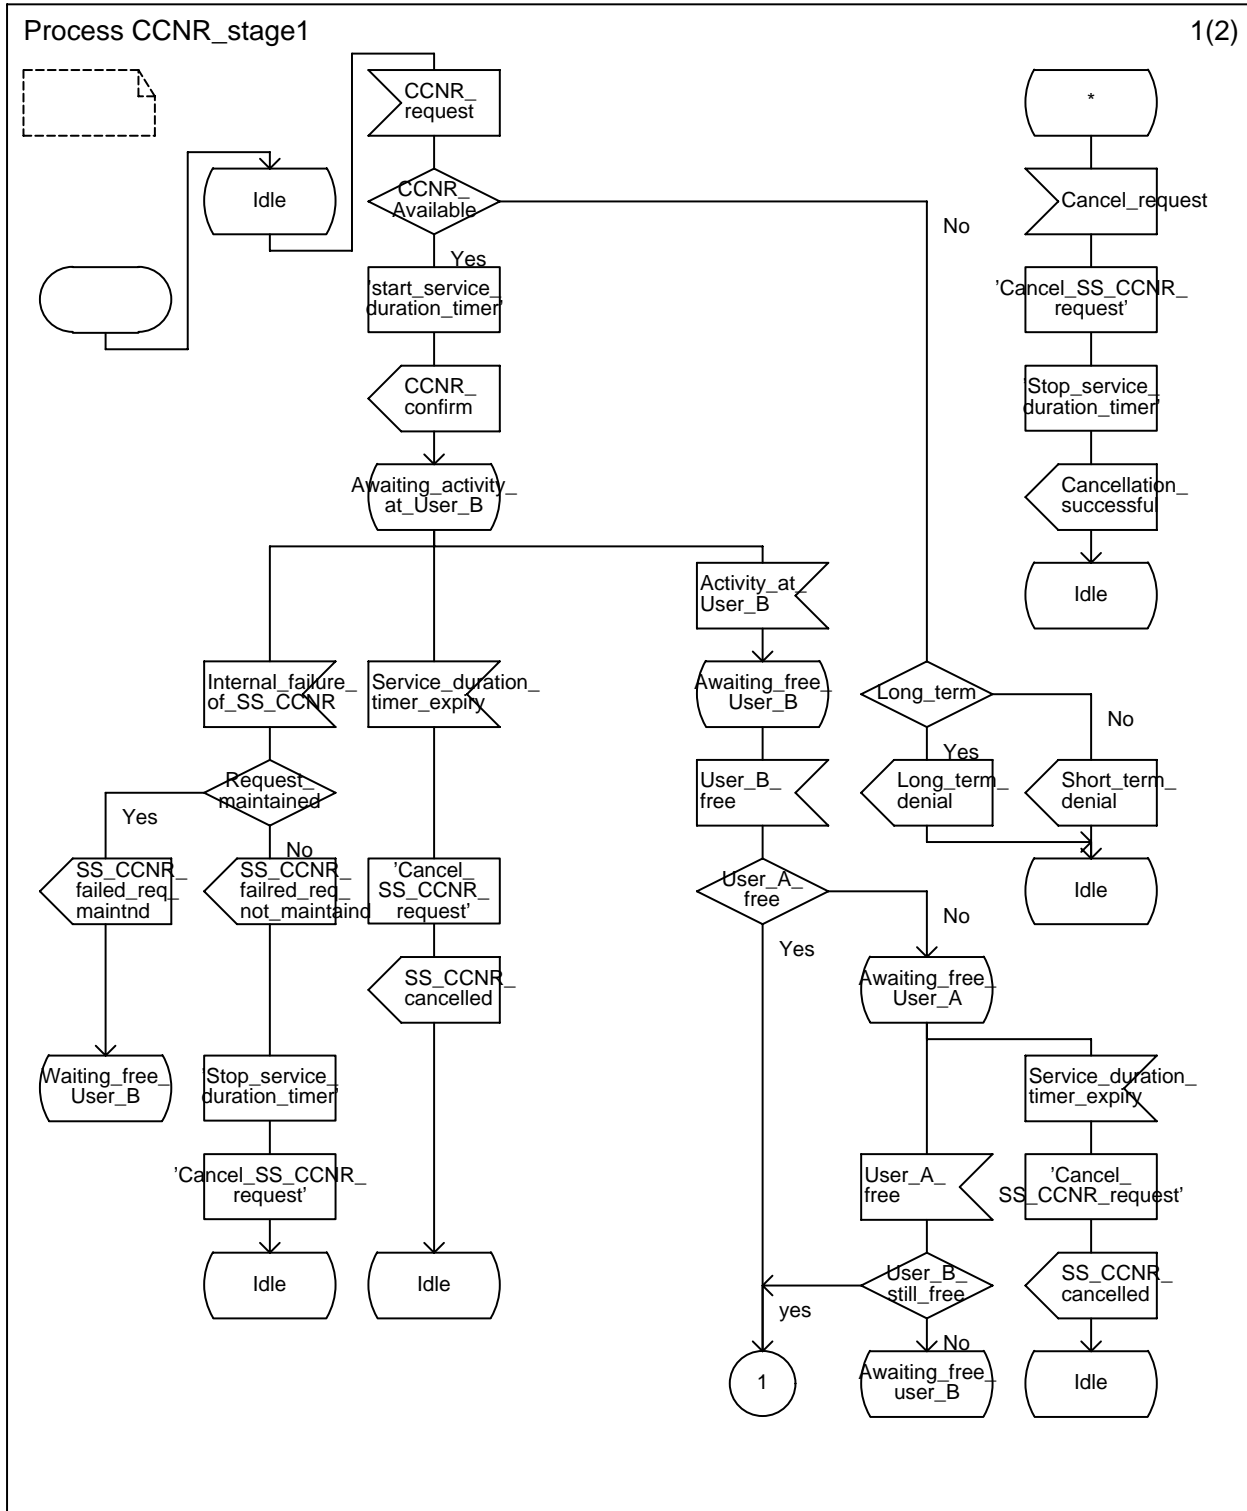 Process CCNR_stage1
1(2)
CCNR_
request
*
Idle
CCNR_
Available
Cancel_request
No
Yes
'start_service_
duration_timer'
'Cancel_SS_CCNR_
request'
CCNR_
confirm
'Stop_service_
duration_timer'
Awaiting_activity_
at_User_B
Cancellation_
successful
Activity_at_
User_B
Idle
Internal_failure_
of_SS_CCNR
Service_duration_
timer_expiry
Awaiting_free_
User_B
Long_term
No
Yes
Request_
maintained
User_B_
free
Long_term_
denial
Short_term_
denial
Yes
No
SS_CCNR_
failed_req_
maintnd
SS_CCNR_
failred_req_
not_maintaind
'Cancel_
SS_CCNR_
request'
User_A_
free
Idle
No
Yes
SS_CCNR_
cancelled
Awaiting_free_
User_A
Waiting_free_
User_B
'Stop_service_
duration_timer'
Service_duration_
timer_expiry
'Cancel_SS_CCNR_
request'
User_A_
free
'Cancel_
SS_CCNR_request'
Idle
Idle
User_B_
still_free
SS_CCNR_
cancelled
yes
No
1
Awaiting_free_
user_B
Idle